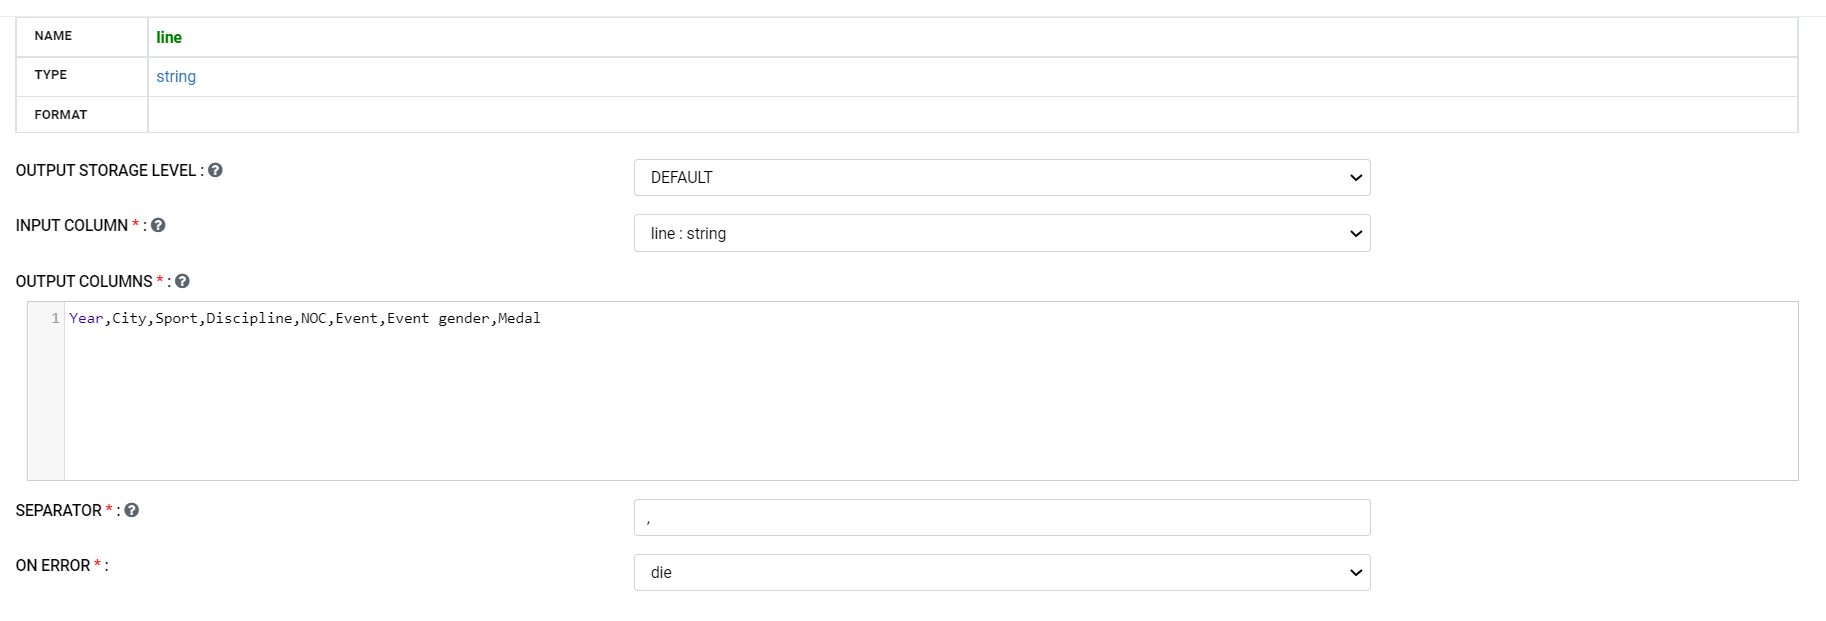 NAME line
TYPE string
FORMAT
OUTPUT STORAGE LEVEL : ?
DEFAULT
INPUT COLUMN * : ?
line : string
OUTPUT COLUMNS * : ?
1 Year,City,Sport,Discipline,NOC,Event,Event gender,Medal
SEPARATOR * : ?
,
ON ERROR * :
die